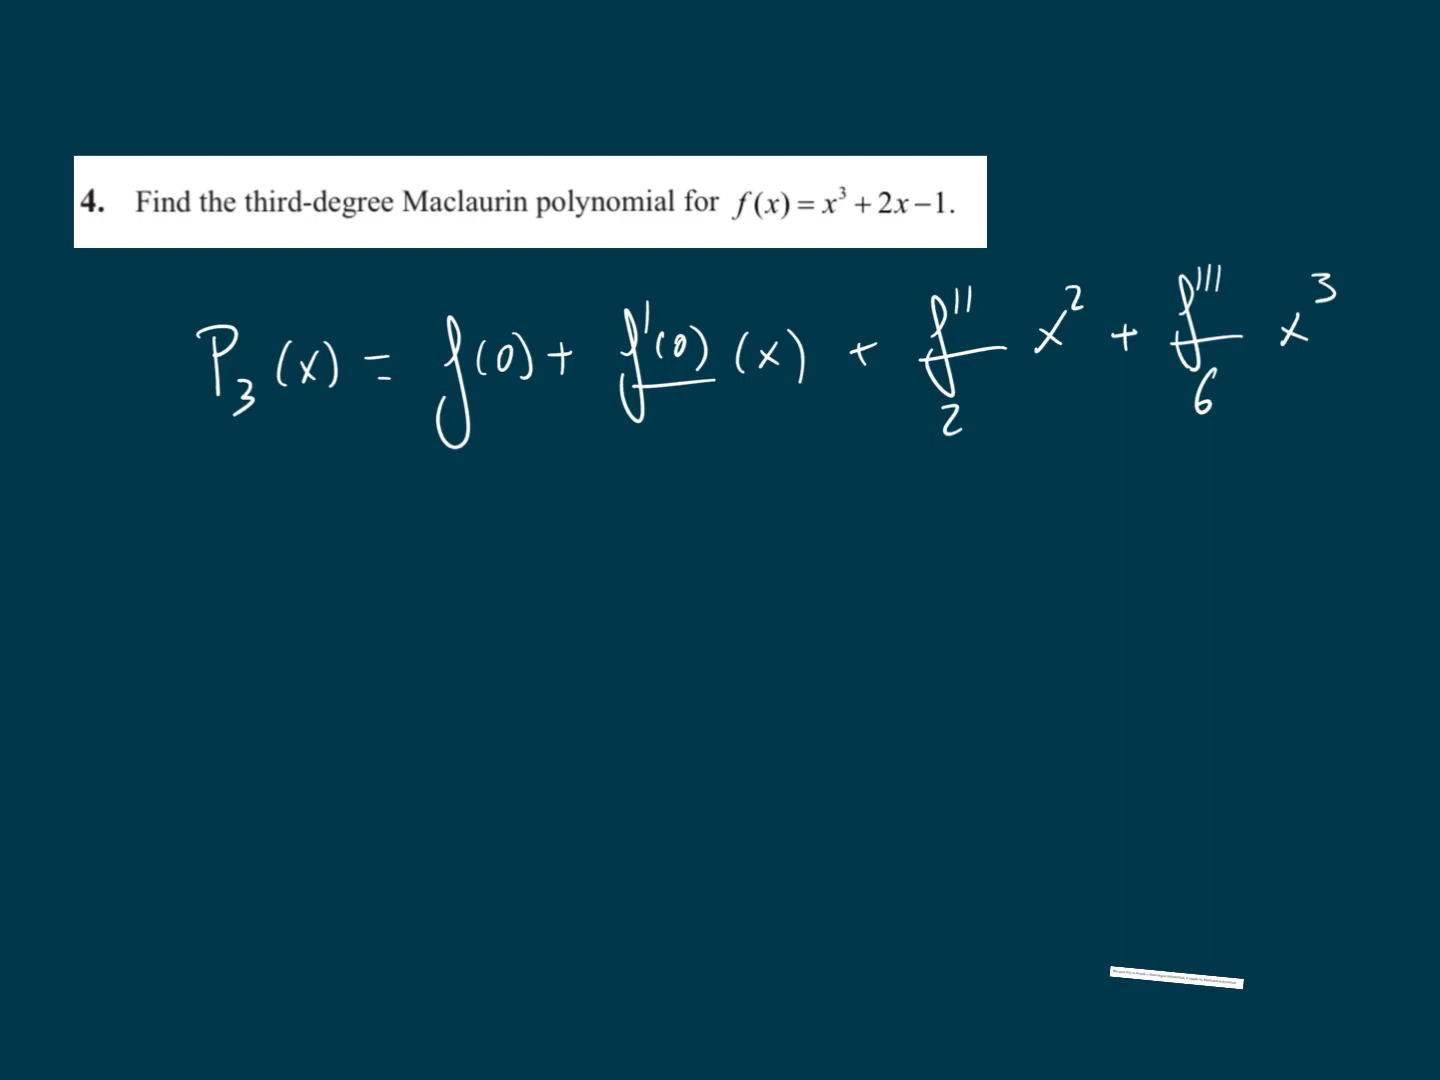 4. Find the third-degree Maclaurin polynomial for f(x) = x³ + 2x − 1.
P₃(x) = f(0) + f'(0)(x) + f''/2 x² + f'''/6 x³